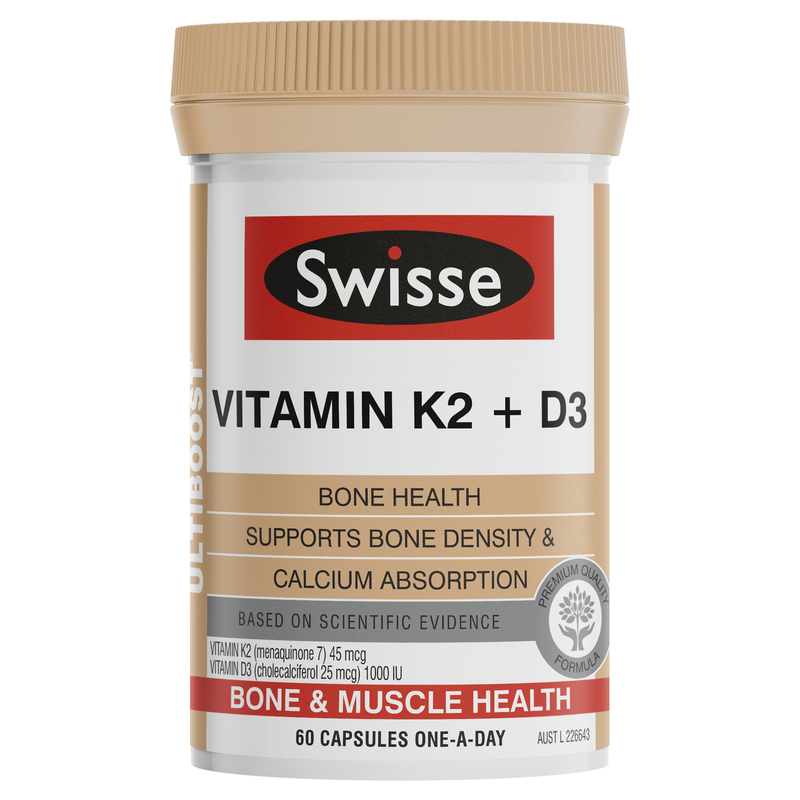 Swisse
ULTIBOOST
VITAMIN K2 + D3
BONE HEALTH
SUPPORTS BONE DENSITY &
CALCIUM ABSORPTION
PREMIUM QUALITY
FORMULA
BASED ON SCIENTIFIC EVIDENCE
VITAMIN K2 (menaquinone 7) 45 mcg
VITAMIN D3 (cholecalciferol 25 mcg) 1000 IU
BONE & MUSCLE HEALTH
60 CAPSULES ONE-A-DAY
AUST L 226643